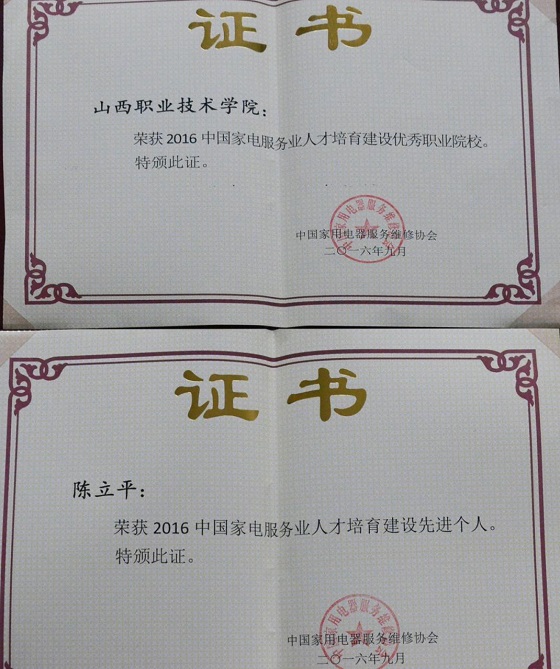 证书
山西职业技术学院：
荣获2016中国家电服务业人才培育建设优秀职业院校。
特颁此证。
中国家用电器服务维修协会
二〇一六年九月
证书
陈立平：
荣获2016中国家电服务业人才培育建设先进个人。
特颁此证。
中国家用电器服务维修协会
二〇一六年九月